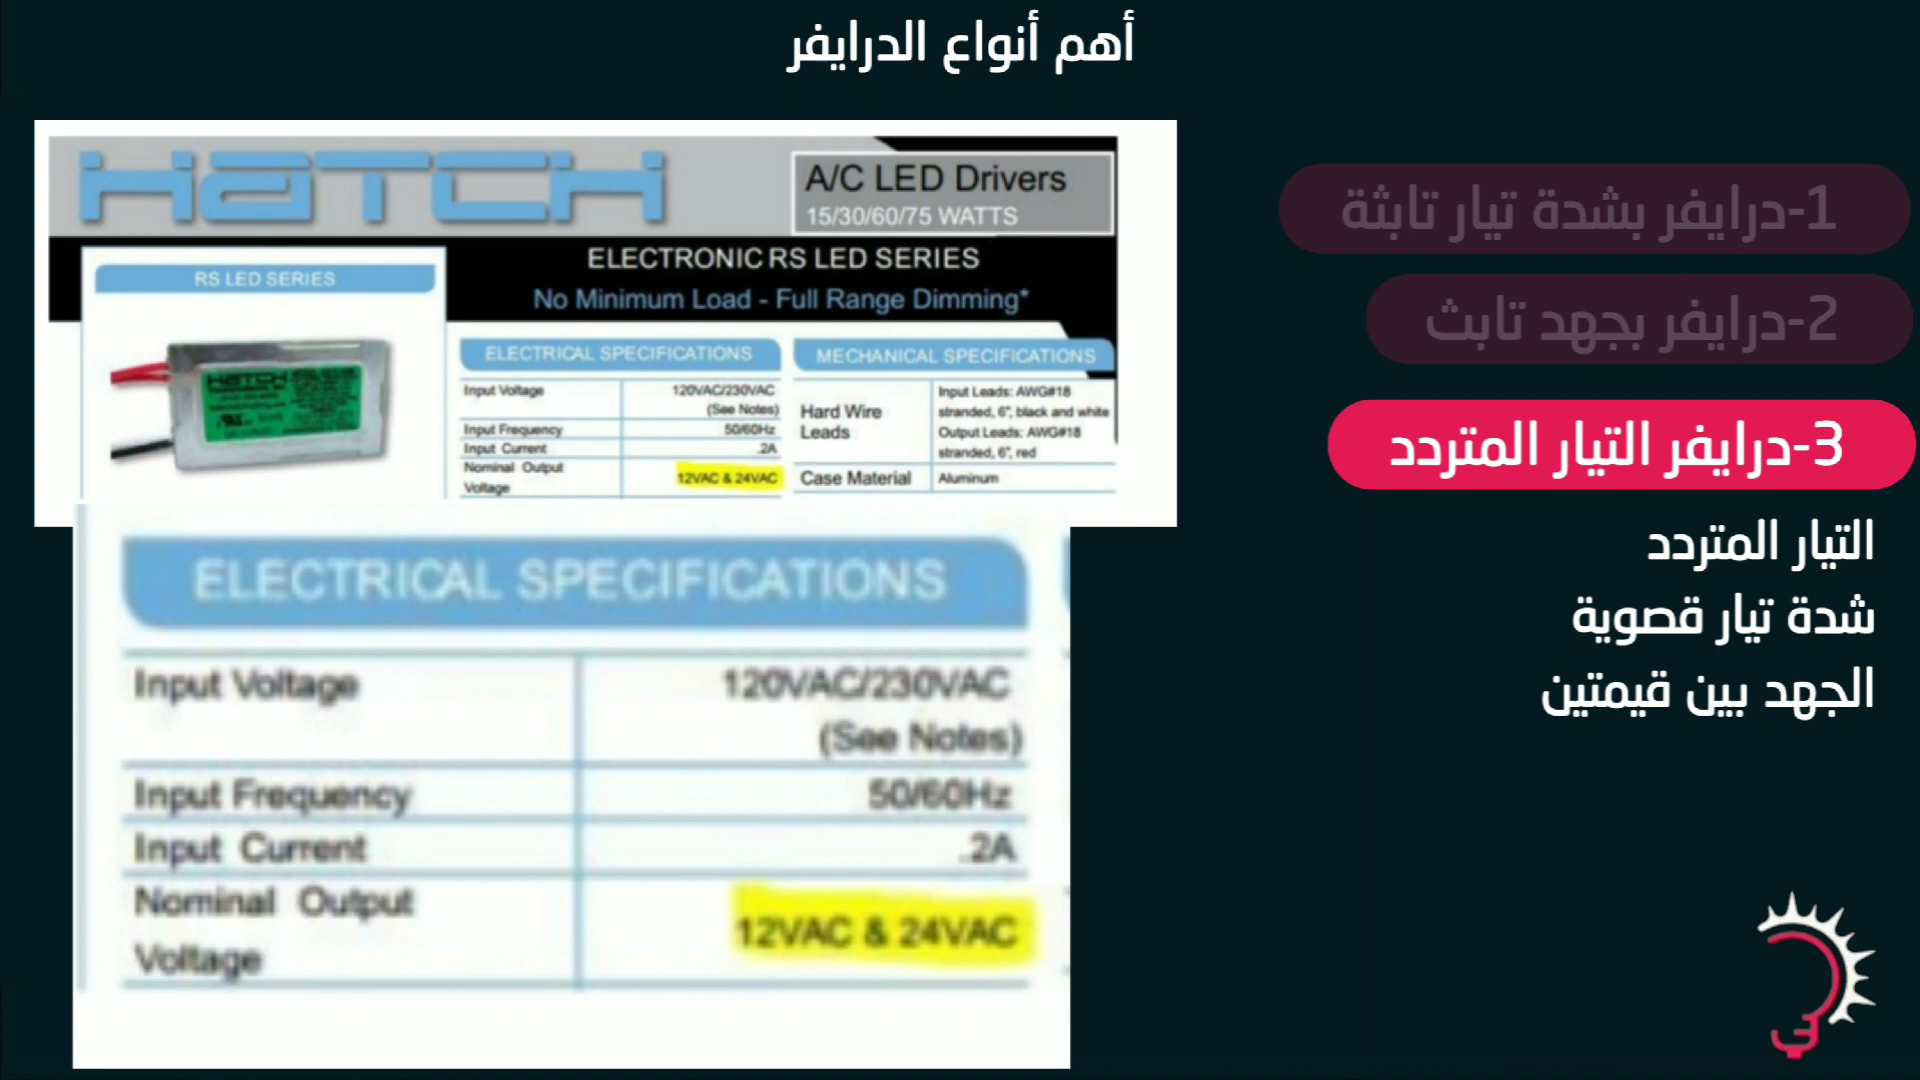 أهم أنواع الدرايفر
HATCH
A/C LED Drivers
15/30/60/75 WATTS
ELECTRONIC RS LED SERIES
No Minimum Load - Full Range Dimming*
RS LED SERIES
HATCH
ELECTRICAL SPECIFICATIONS
Input Voltage 120VAC/230VAC
(See Notes)
Input Frequency 50/60Hz
Input Current .2A
Nominal Output
Voltage 12VAC & 24VAC
MECHANICAL SPECIFICATIONS
Hard Wire
Leads
Input Leads: AWG#18
stranded, 6", black and white
Output Leads: AWG#18
stranded, 6", red
Case Material Aluminum
ELECTRICAL SPECIFICATIONS
Input Voltage 120VAC/230VAC
(See Notes)
Input Frequency 50/60Hz
Input Current .2A
Nominal Output
Voltage 12VAC & 24VAC
1-درايفر بشدة تيار تابثة
2-درايفر بجهد تابث
3-درايفر التيار المتردد
التيار المتردد
شدة تيار قصوية
الجهد بين قيمتين